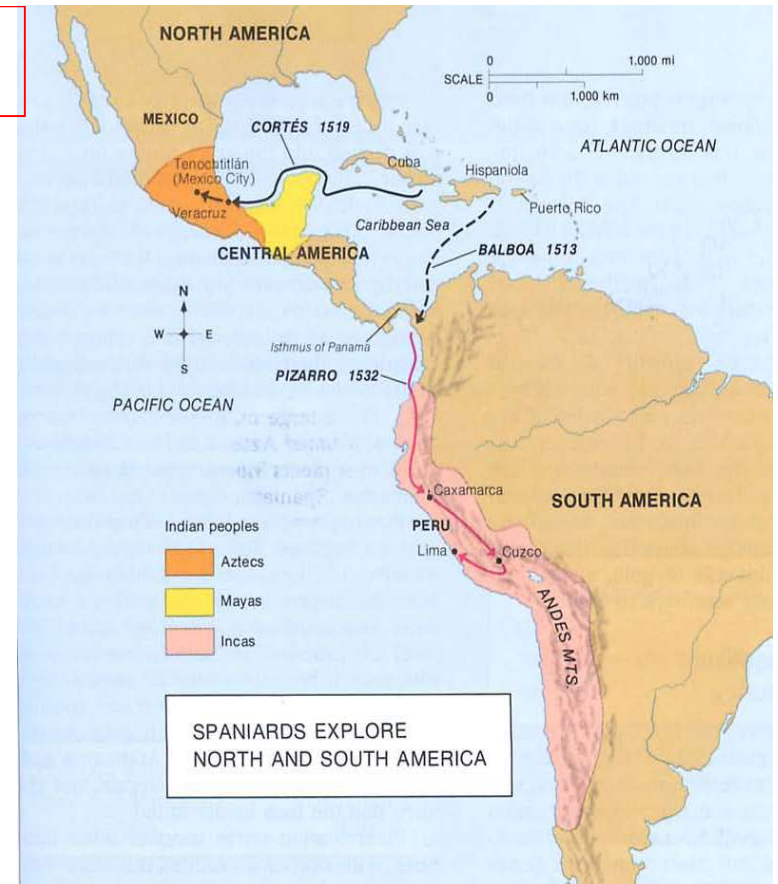 NORTH AMERICA
1,000 mi
SCALE
0
0
1,000 km
MEXICO
CORTÉS 1519
ATLANTIC OCEAN
Tenochtitlán
(Mexico City)
Cuba
Hispaniola
Veracruz
Puerto Rico
Caribbean Sea
CENTRAL AMERICA
BALBOA 1513
N
W
E
S
Isthmus of Panama
PIZARRO 1532
PACIFIC OCEAN
Caxamarca
SOUTH AMERICA
Indian peoples
PERU
Lima
Cuzco
Aztecs
Mayas
Incas
ANDES MTS.
SPANIARDS EXPLORE
NORTH AND SOUTH AMERICA